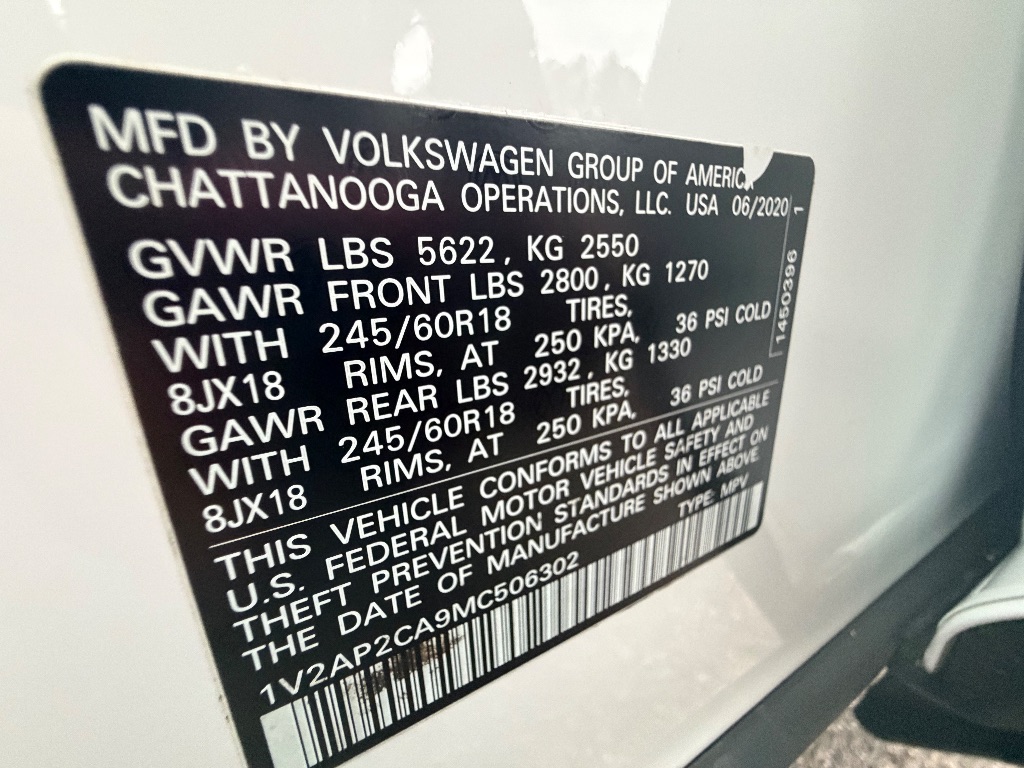 MFD BY VOLKSWAGEN GROUP OF AMERICA
CHATTANOOGA OPERATIONS, LLC. USA 06/2020
GVWR LBS 5622, KG 2550
GAWR FRONT LBS 2800, KG 1270
WITH 245/60R18 TIRES,
8JX18 RIMS, AT 250 KPA, 36 PSI COLD
GAWR REAR LBS 2932, KG 1330
WITH 245/60R18 TIRES,
8JX18 RIMS, AT 250 KPA, 36 PSI COLD
THIS VEHICLE CONFORMS TO ALL APPLICABLE
U.S. FEDERAL MOTOR VEHICLE SAFETY AND
THEFT PREVENTION STANDARDS IN EFFECT ON
THE DATE OF MANUFACTURE SHOWN ABOVE
1V2AP2CA9MC506302 TYPE: MPV
1450396 1